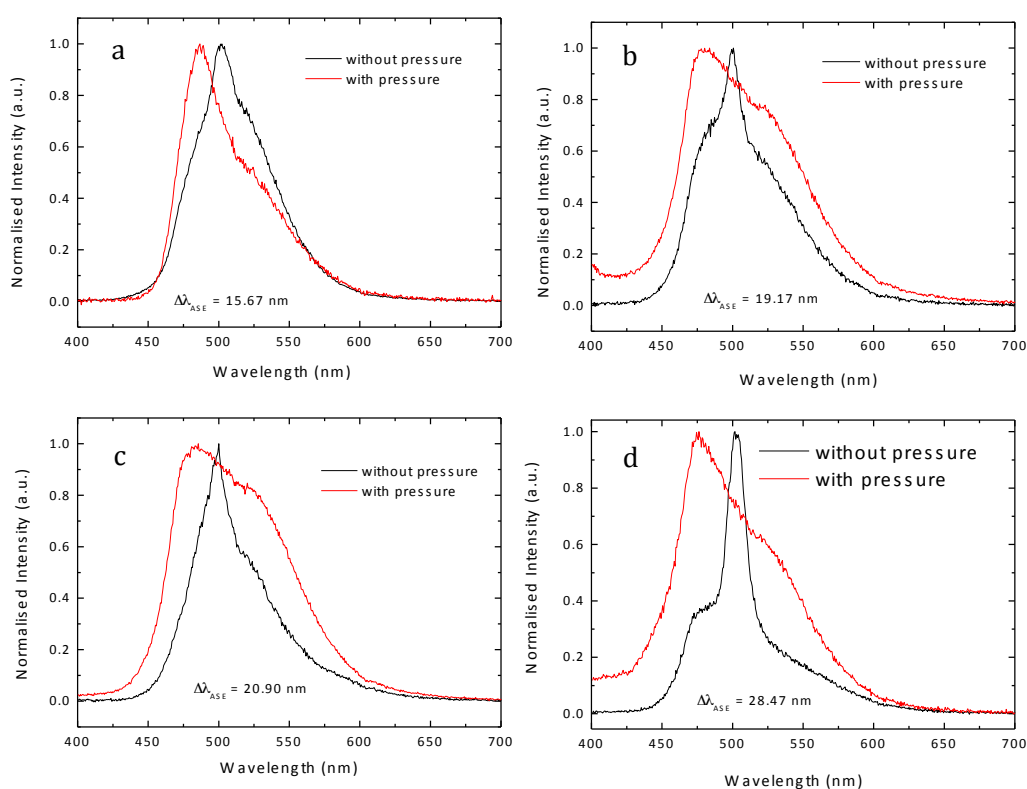 a
without pressure
with pressure
Normalised Intensity (a.u.)
1.0
0.8
0.6
0.4
0.2
0.0
Δλ_ASE = 15.67 nm
400 450 500 550 600 650 700
Wavelength (nm)
b
without pressure
with pressure
Normalised Intensity (a.u.)
1.0
0.8
0.6
0.4
0.2
0.0
Δλ_ASE = 19.17 nm
400 450 500 550 600 650 700
Wavelength (nm)
c
without pressure
with pressure
Normalised Intensity (a.u.)
1.0
0.8
0.6
0.4
0.2
0.0
Δλ_ASE = 20.90 nm
400 450 500 550 600 650 700
Wavelength (nm)
d
without pressure
with pressure
Normalised Intensity (a.u.)
1.0
0.8
0.6
0.4
0.2
0.0
Δλ_ASE = 28.47 nm
400 450 500 550 600 650 700
Wavelength (nm)